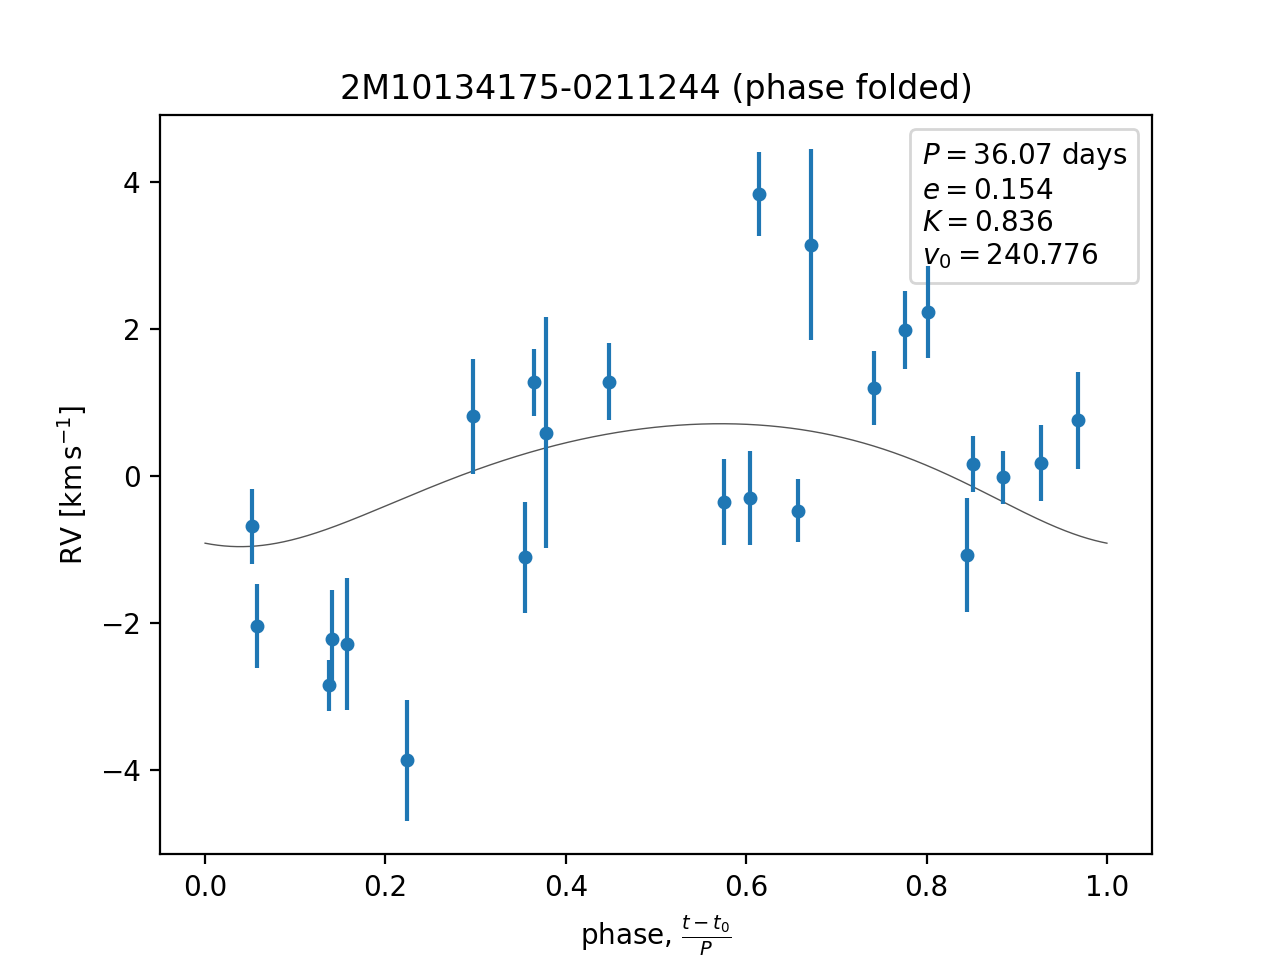 2M10134175-0211244 (phase folded)
P = 36.07 days
e = 0.154
K = 0.836
v₀ = 240.776
4
2
0
−2
−4
RV [km s⁻¹]
0.0 0.2 0.4 0.6 0.8 1.0
phase, (t − t₀)/P